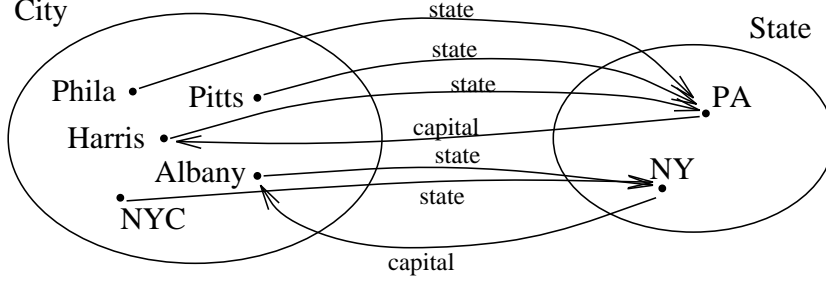 City
state
State
state
Phila
Pitts
state
PA
Harris
capital
Albany
state
NY
NYC
state
capital